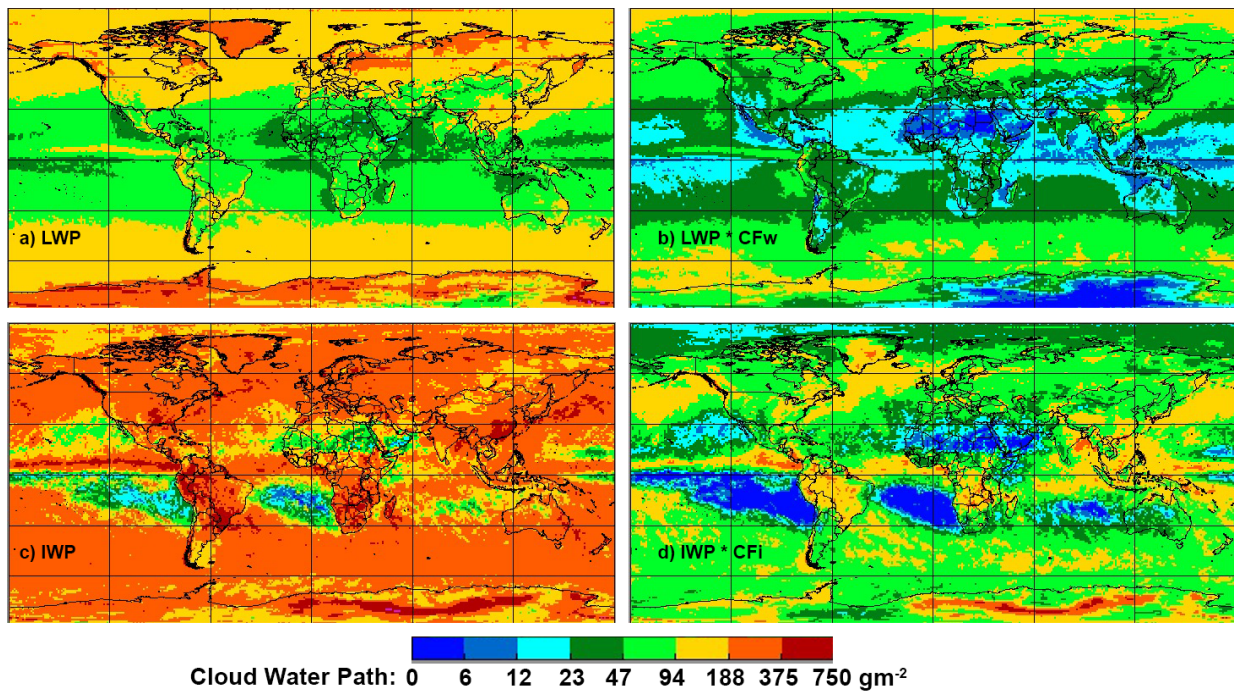 a) LWP
b) LWP * CFw
c) IWP
d) IWP * CFi
Cloud Water Path: 0 6 12 23 47 94 188 375 750 gm-2